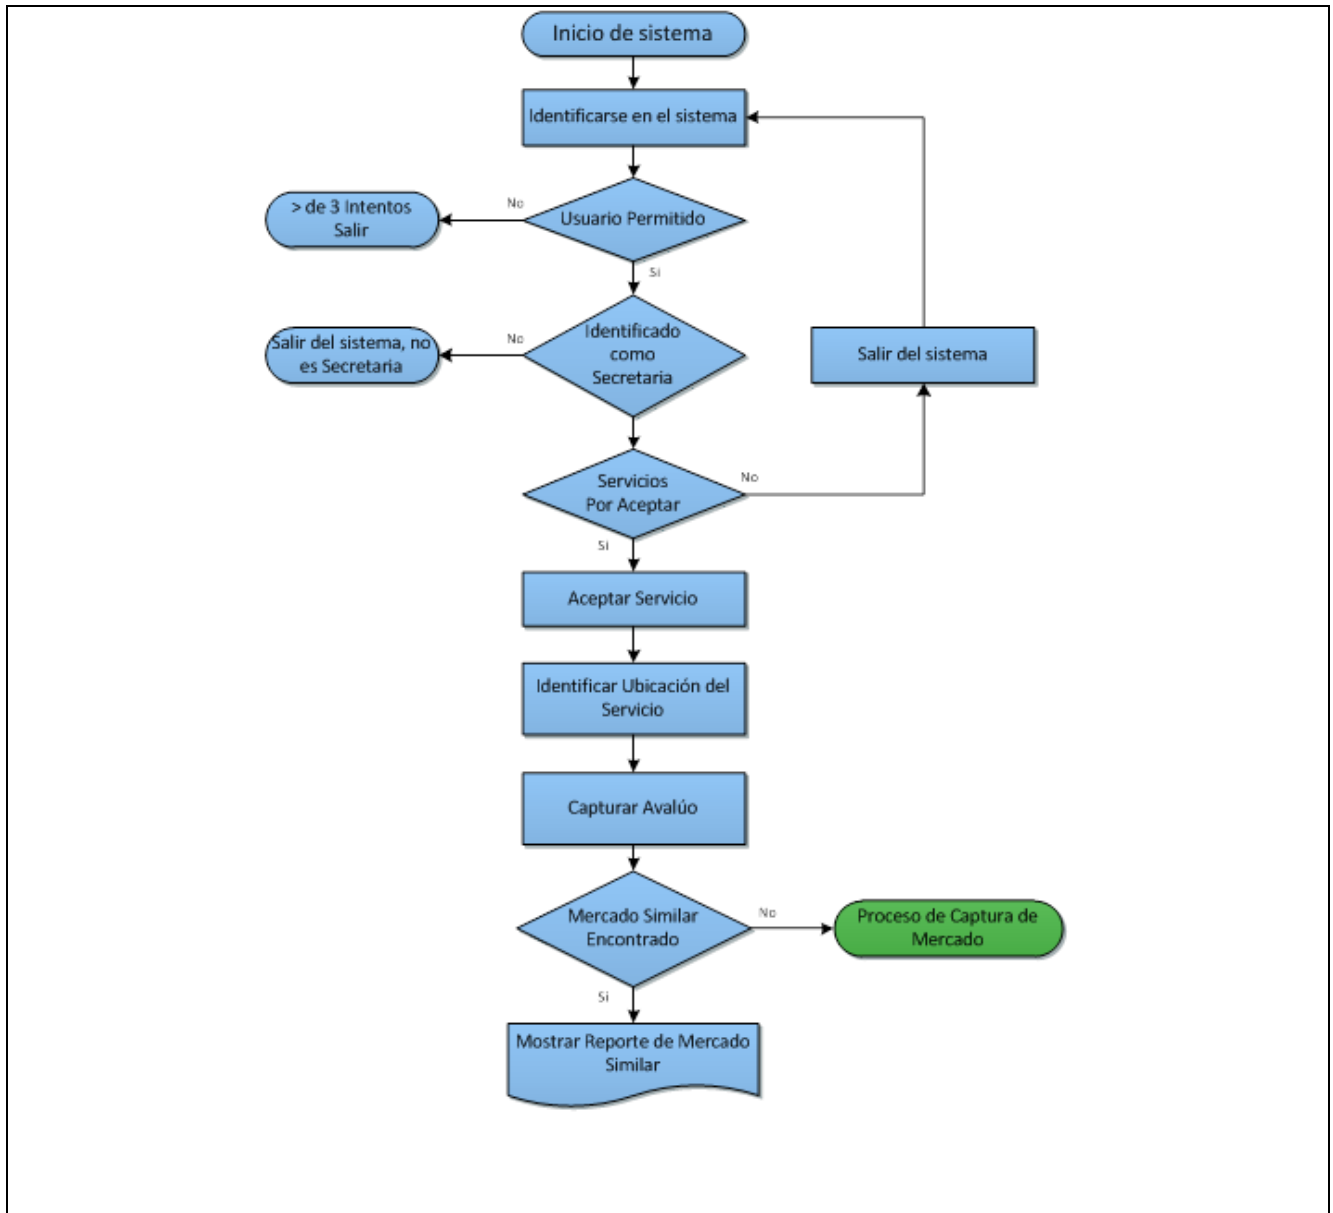 Inicio de sistema
Identificarse en el sistema
No
> de 3 Intentos
Salir
Usuario Permitido
Si
No
Salir del sistema, no
es Secretaria
Identificado
como
Secretaria
Salir del sistema
Servicios
Por Aceptar
No
Si
Aceptar Servicio
Identificar Ubicación del
Servicio
Capturar Avalúo
Mercado Similar
Encontrado
No
Proceso de Captura de
Mercado
Si
Mostrar Reporte de Mercado
Similar